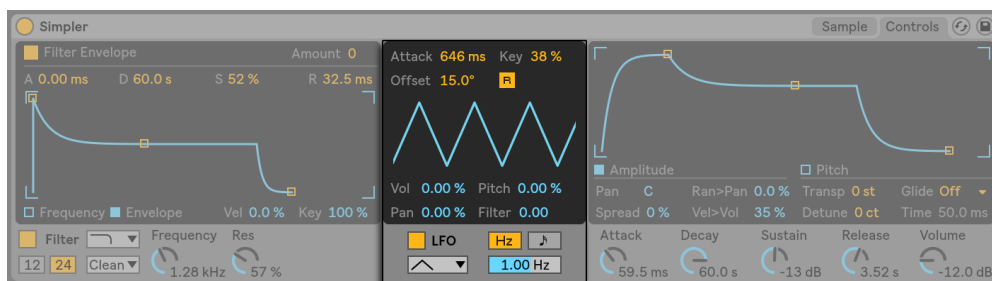 Simpler Sample Controls
Filter Envelope Amount 0
A 0.00 ms D 60.0 s S 52 % R 32.5 ms
Frequency Envelope Vel 0.0 % Key 100 %
Filter Frequency Res
12 24 Clean 1.28 kHz 57 %
Attack 646 ms Key 38 %
Offset 15.0° R
Vol 0.00 % Pitch 0.00 %
Pan 0.00 % Filter 0.00
LFO Hz ♪
1.00 Hz
Amplitude Pitch
Pan C Ran>Pan 0.0 % Transp 0 st Glide Off
Spread 0 % Vel>Vol 35 % Detune 0 ct Time 50.0 ms
Attack Decay Sustain Release Volume
59.5 ms 60.0 s -13 dB 3.52 s -12.0 dB